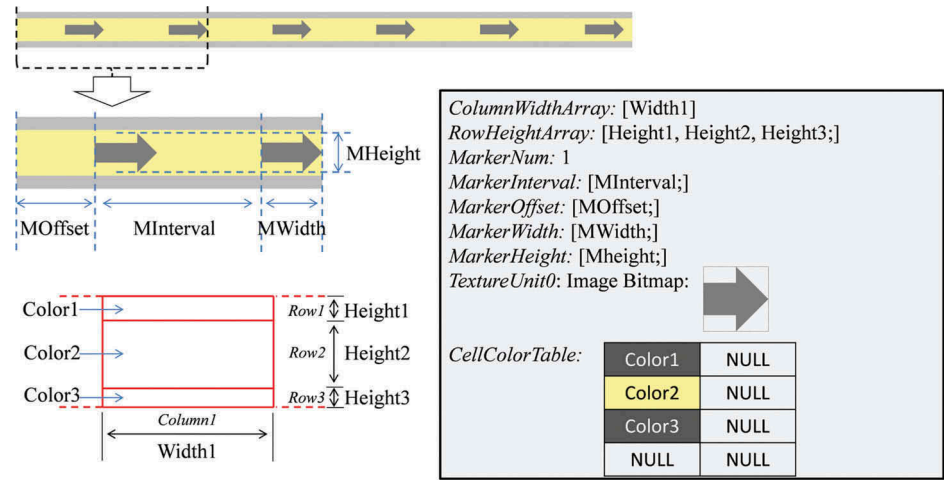 MHeight
MOffset
MInterval
MWidth
Color1
Row1
Height1
Color2
Row2
Height2
Color3
Row3
Height3
Column1
Width1
ColumnWidthArray: [Width1]
RowHeightArray: [Height1, Height2, Height3;]
MarkerNum: 1
MarkerInterval: [MInterval;]
MarkerOffset: [MOffset;]
MarkerWidth: [MWidth;]
MarkerHeight: [Mheight;]
TextureUnit0: Image Bitmap:
CellColorTable:
Color1 NULL
Color2 NULL
Color3 NULL
NULL NULL